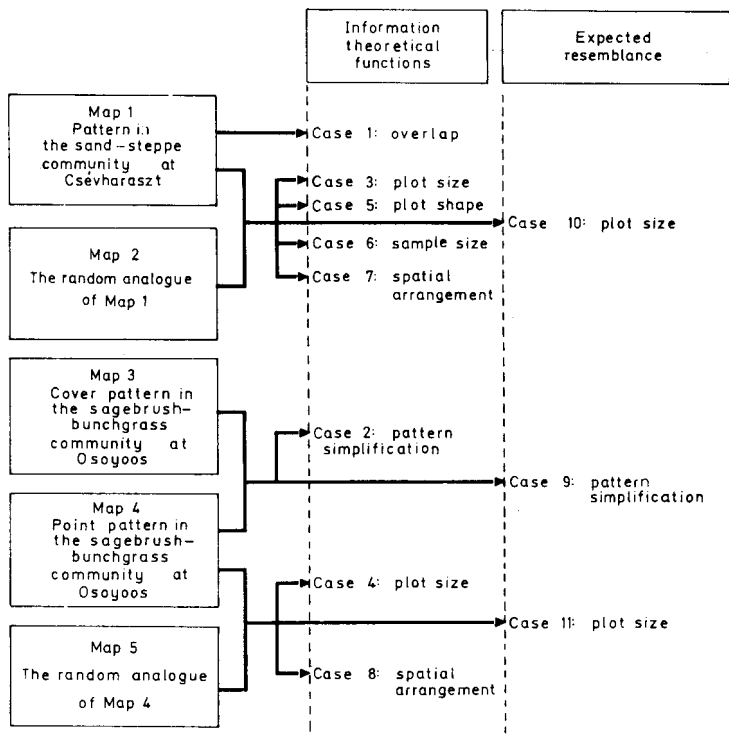 Information
theoretical
functions
Expected
resemblance
Map 1
Pattern in
the sand-steppe
community at
Csévharaszt
Case 1: overlap
Case 3: plot size
Case 5: plot shape
Case 10: plot size
Case 6: sample size
Case 7: spatial
arrangement
Map 2
The random analogue
of Map 1
Map 3
Cover pattern in
the sagebrush-
bunchgrass
community at
Osoyoos
Case 2: pattern
simplification
Case 9: pattern
simplification
Map 4
Point pattern in
the sagebrush-
bunchgrass
community at
Osoyoos
Case 4: plot size
Case 11: plot size
Map 5
The random analogue
of Map 4
Case 8: spatial
arrangement